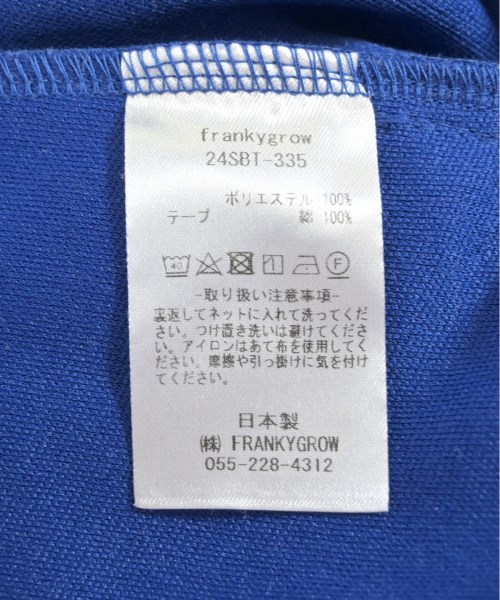 frankygrow
24SBT-335
ポリエステル 100%
テープ 綿 100%
40
F
-取り扱い注意事項-
裏返してネットに入れて洗ってくだ
さい。つけ置き洗いは避けてくださ
い。アイロンはあて布を使用してく
ださい。摩擦や引っ掛けに気を付け
てください。
日本製
㈱ FRANKYGROW
055-228-4312